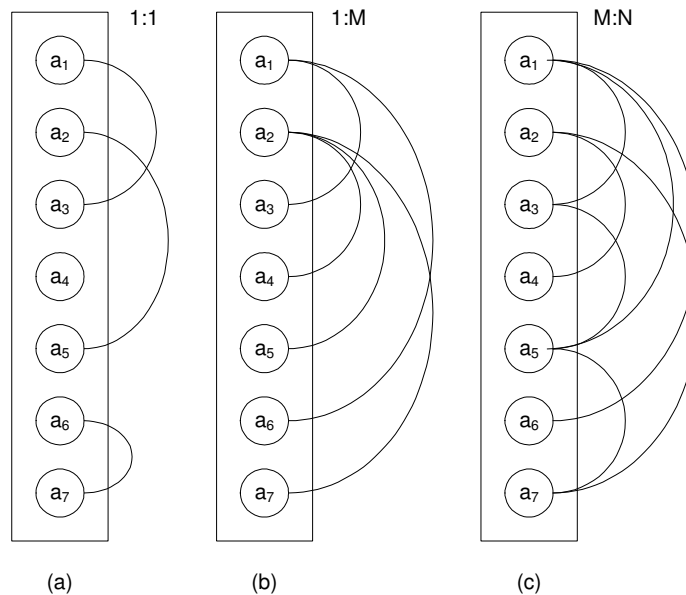 1:1
1:M
M:N
a1 a1 a1
a2 a2 a2
a3 a3 a3
a4 a4 a4
a5 a5 a5
a6 a6 a6
a7 a7 a7
(a) (b) (c)